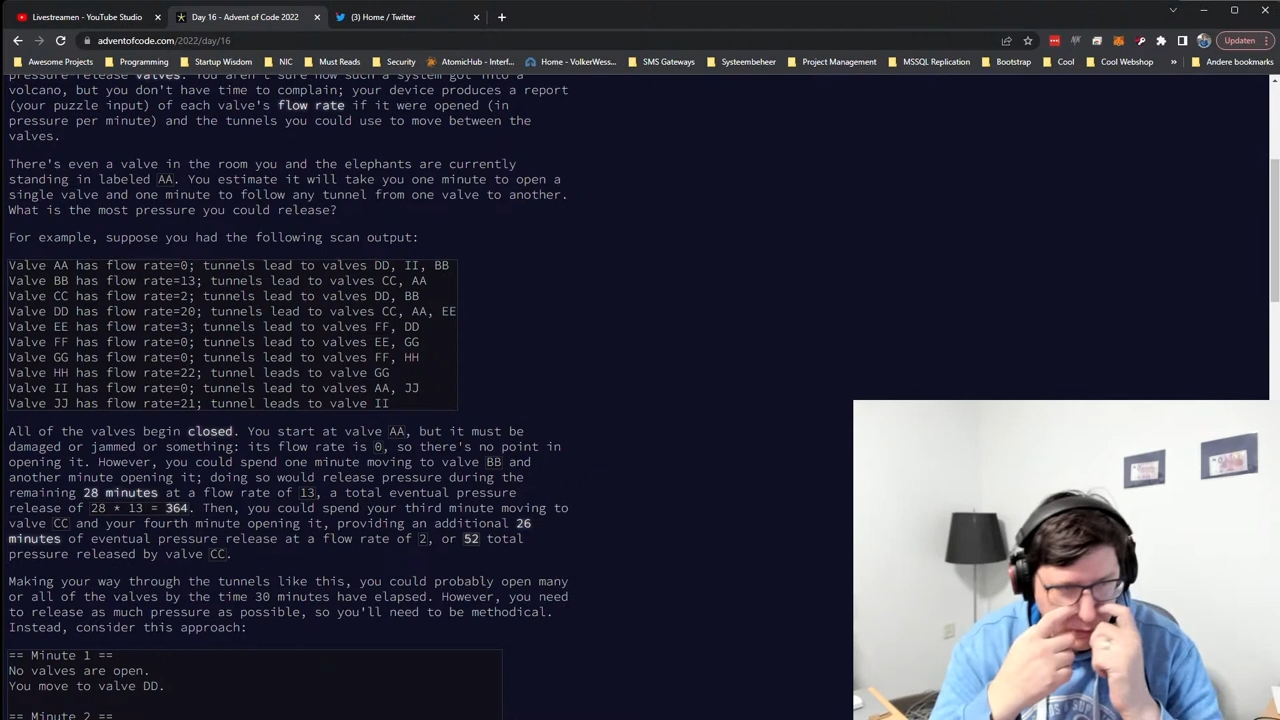 Livestreamen - YouTube Studio
Day 16 - Advent of Code 2022
(3) Home / Twitter
adventofcode.com/2022/day/16
Updaten
Awesome Projects
Programming
Startup Wisdom
NIC
Must Reads
Security
AtomicHub - Interf...
Home - VolkerWess...
SMS Gateways
Systeembeheer
Project Management
MSSQL Replication
Bootstrap
Cool
Cool Webshop
»
Andere bookmarks
pressure-release valves. You aren't sure how such a system got into a
volcano, but you don't have time to complain; your device produces a report
(your puzzle input) of each valve's flow rate if it were opened (in
pressure per minute) and the tunnels you could use to move between the
valves.
There's even a valve in the room you and the elephants are currently
standing in labeled AA. You estimate it will take you one minute to open a
single valve and one minute to follow any tunnel from one valve to another.
What is the most pressure you could release?
For example, suppose you had the following scan output:
Valve AA has flow rate=0; tunnels lead to valves DD, II, BB
Valve BB has flow rate=13; tunnels lead to valves CC, AA
Valve CC has flow rate=2; tunnels lead to valves DD, BB
Valve DD has flow rate=20; tunnels lead to valves CC, AA, EE
Valve EE has flow rate=3; tunnels lead to valves FF, DD
Valve FF has flow rate=0; tunnels lead to valves EE, GG
Valve GG has flow rate=0; tunnels lead to valves FF, HH
Valve HH has flow rate=22; tunnel leads to valve GG
Valve II has flow rate=0; tunnels lead to valves AA, JJ
Valve JJ has flow rate=21; tunnel leads to valve II
All of the valves begin closed. You start at valve AA, but it must be
damaged or jammed or something: its flow rate is 0, so there's no point in
opening it. However, you could spend one minute moving to valve BB and
another minute opening it; doing so would release pressure during the
remaining 28 minutes at a flow rate of 13, a total eventual pressure
release of 28 * 13 = 364. Then, you could spend your third minute moving to
valve CC and your fourth minute opening it, providing an additional 26
minutes of eventual pressure release at a flow rate of 2, or 52 total
pressure released by valve CC.
Making your way through the tunnels like this, you could probably open many
or all of the valves by the time 30 minutes have elapsed. However, you need
to release as much pressure as possible, so you'll need to be methodical.
Instead, consider this approach:
== Minute 1 ==
No valves are open.
You move to valve DD.
== Minute 2 ==